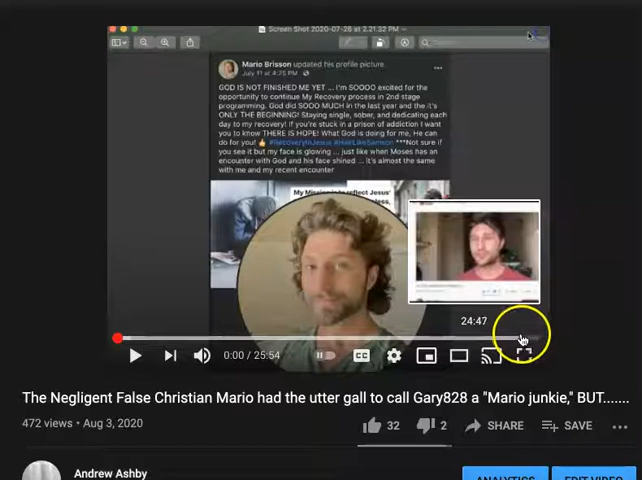 Screen Shot 2020-07-26 at 2.21.32 PM
Mario Brisson updated his profile picture.
July 11 at 4:25 PM
GOD IS NOT FINISHED ME YET ... I'm SOOOO excited for the
opportunity to continue My Recovery process in 2nd stage
programming. God did SOOO MUCH in the last year and the it's
ONLY THE BEGINNING! Staying single, sober, and dedicating each
day to my recovery! If you're stuck in a prison of addiction I want
you to know THERE IS HOPE! What God is doing for me, He can
do for you! 👍 #RecoveryInJesus #HairLikeSamson ***Not sure if
you see it but my face is glowing ... just like when Moses has an
encounter with God and his face shined ... it's almost the same
with me and my recent encounter
My Mission is to reflect Jesus'
24:47
0:00 / 25:54
CC
The Negligent False Christian Mario had the utter gall to call Gary828 a "Mario junkie," BUT.......
472 views • Aug 3, 2020
32
2
SHARE
SAVE
Andrew Ashby
ANALYTICS
EDIT VIDEO